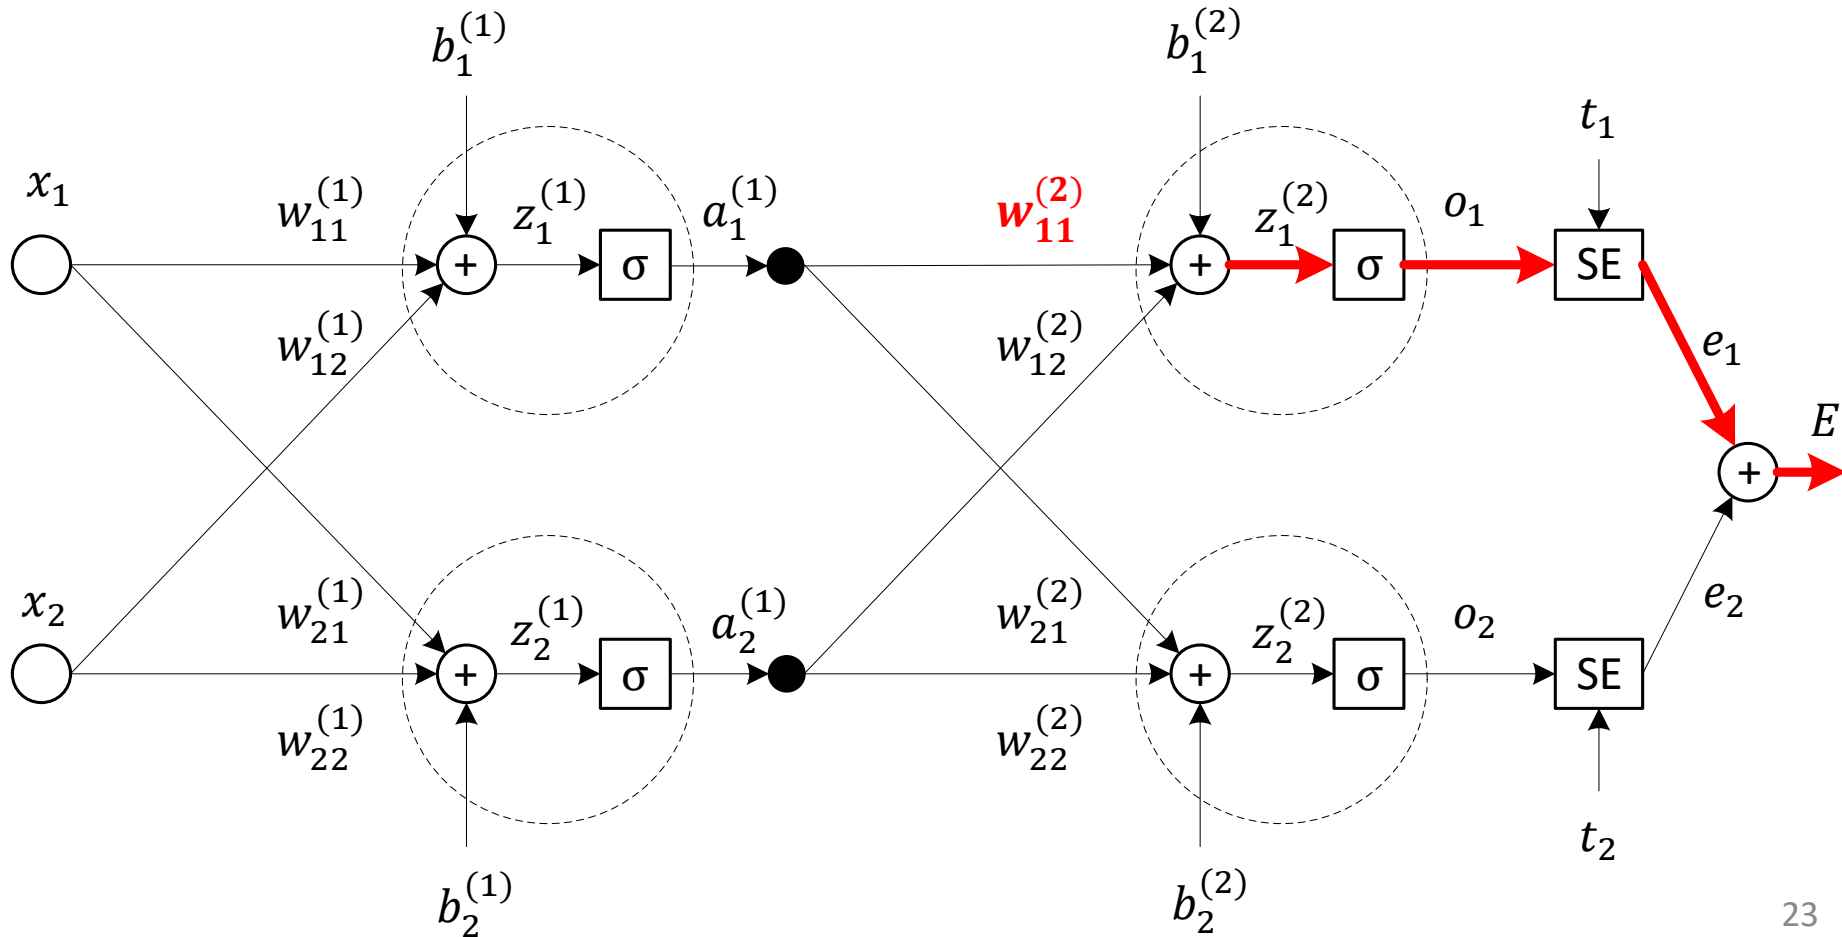 b₁⁽¹⁾ b₁⁽²⁾
t₁
x₁ w₁₁⁽¹⁾ z₁⁽¹⁾ a₁⁽¹⁾ w₁₁⁽²⁾ z₁⁽²⁾ o₁
+ σ + σ SE
w₁₂⁽¹⁾ w₁₂⁽²⁾ e₁
E
+
x₂ w₂₁⁽¹⁾ z₂⁽¹⁾ a₂⁽¹⁾ w₂₁⁽²⁾ z₂⁽²⁾ o₂ e₂
+ σ + σ SE
w₂₂⁽¹⁾ w₂₂⁽²⁾
t₂
b₂⁽¹⁾ b₂⁽²⁾
23